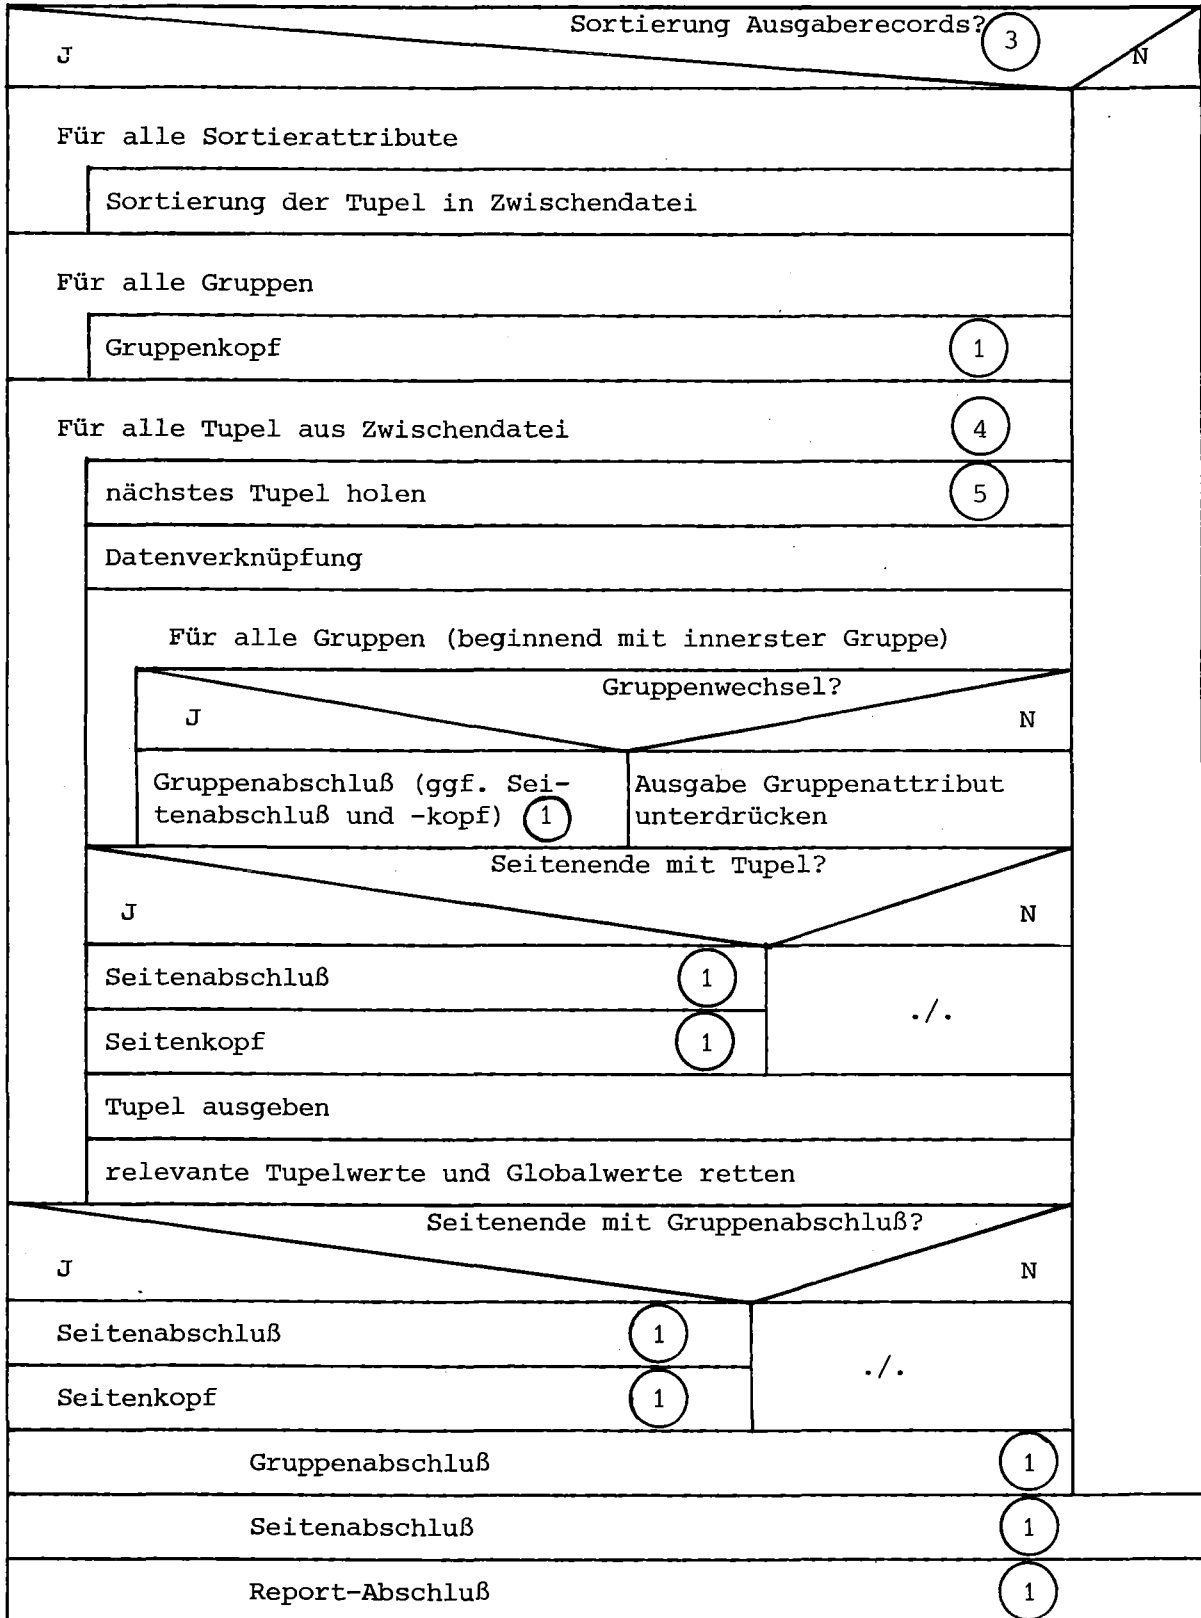 Sortierung Ausgaberecords? 3
J N
Für alle Sortierattribute
Sortierung der Tupel in Zwischendatei
Für alle Gruppen
Gruppenkopf 1
Für alle Tupel aus Zwischendatei 4
nächstes Tupel holen 5
Datenverknüpfung
Für alle Gruppen (beginnend mit innerster Gruppe)
Gruppenwechsel?
J N
Gruppenabschluß (ggf. Sei-
tenabschluß und -kopf) 1
Ausgabe Gruppenattribut
unterdrücken
Seitenende mit Tupel?
J N
Seitenabschluß 1
./.
Seitenkopf 1
Tupel ausgeben
relevante Tupelwerte und Globalwerte retten
Seitenende mit Gruppenabschluß?
J N
Seitenabschluß 1
./.
Seitenkopf 1
Gruppenabschluß 1
Seitenabschluß 1
Report-Abschluß 1